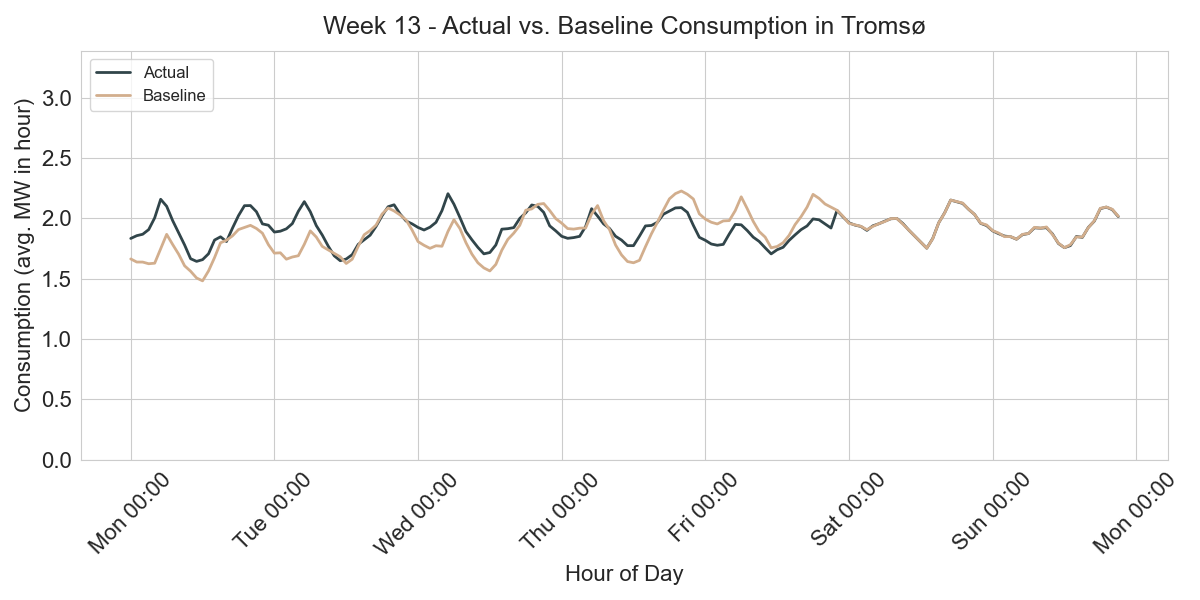 Week 13 - Actual vs. Baseline Consumption in Tromsø
Actual
Baseline
Consumption (avg. MW in hour)
3.0
2.5
2.0
1.5
1.0
0.5
0.0
Mon 00:00
Tue 00:00
Wed 00:00
Thu 00:00
Fri 00:00
Sat 00:00
Sun 00:00
Mon 00:00
Hour of Day